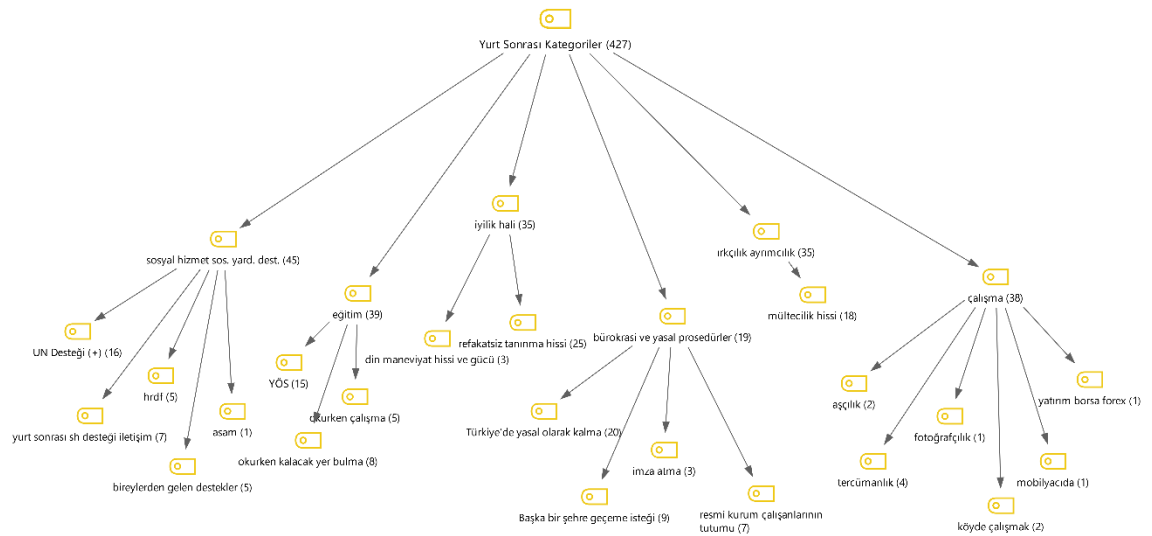 Yurt Sonrası Kategoriler (427)
sosyal hizmet sos. yard. dest. (45)
UN Desteği (+) (16)
yurt sonrası sh desteği iletişim (7)
hrdf (5)
bireylerden gelen destekler (5)
asam (1)
eğitim (39)
YÖS (15)
okurken kalacak yer bulma (8)
okurken çalışma (5)
iyilik hali (35)
din maneviyat hissi ve gücü (3)
refakatsiz tanınma hissi (25)
bürokrasi ve yasal prosedürler (19)
Türkiye'de yasal olarak kalma (20)
Başka bir şehre geçeme isteği (9)
imza atma (3)
resmi kurum çalışanlarının
tutumu (7)
ırkçılık ayrımcılık (35)
mültecilik hissi (18)
çalışma (38)
aşçılık (2)
tercümanlık (4)
fotoğrafçılık (1)
köyde çalışmak (2)
mobilyacıda (1)
yatırım borsa forex (1)